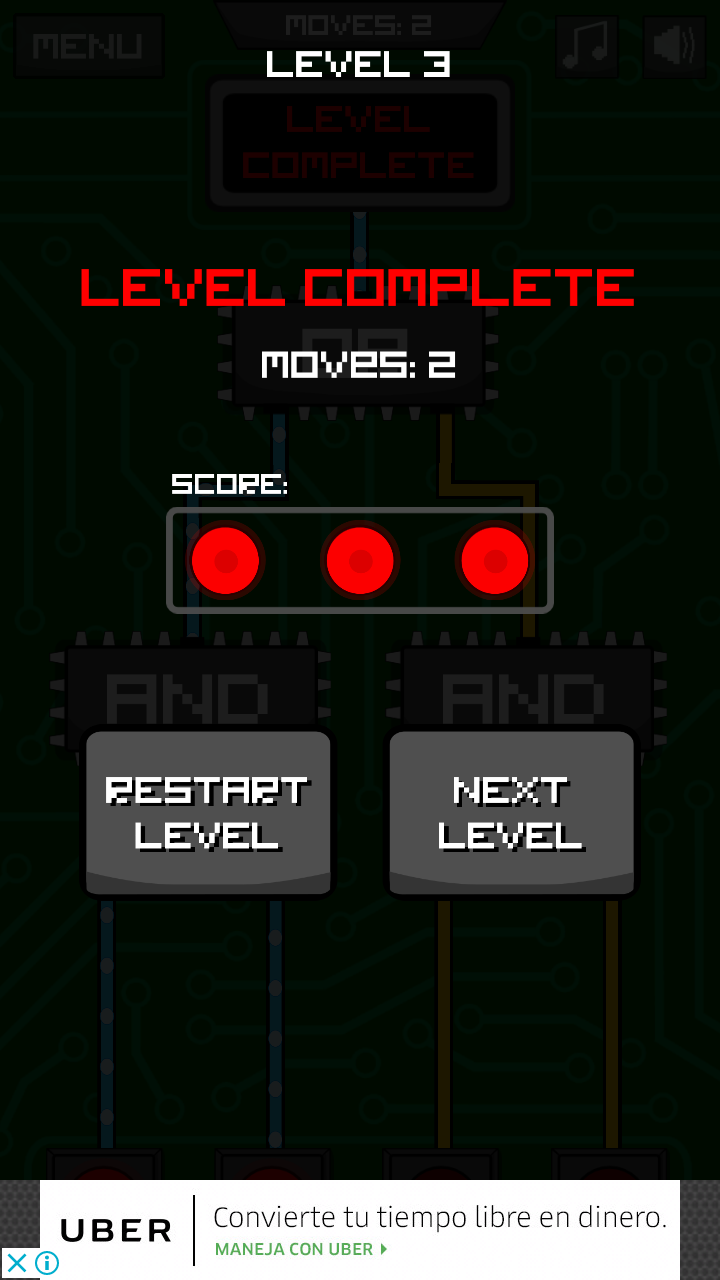 MENU
MOVES: 2
LEVEL 3
LEVEL
COMPLETE
LEVEL COMPLETE
OR
MOVES: 2
SCORE:
AND
AND
RESTART
LEVEL
NEXT
LEVEL
UBER
Convierte tu tiempo libre en dinero.
MANEJA CON UBER